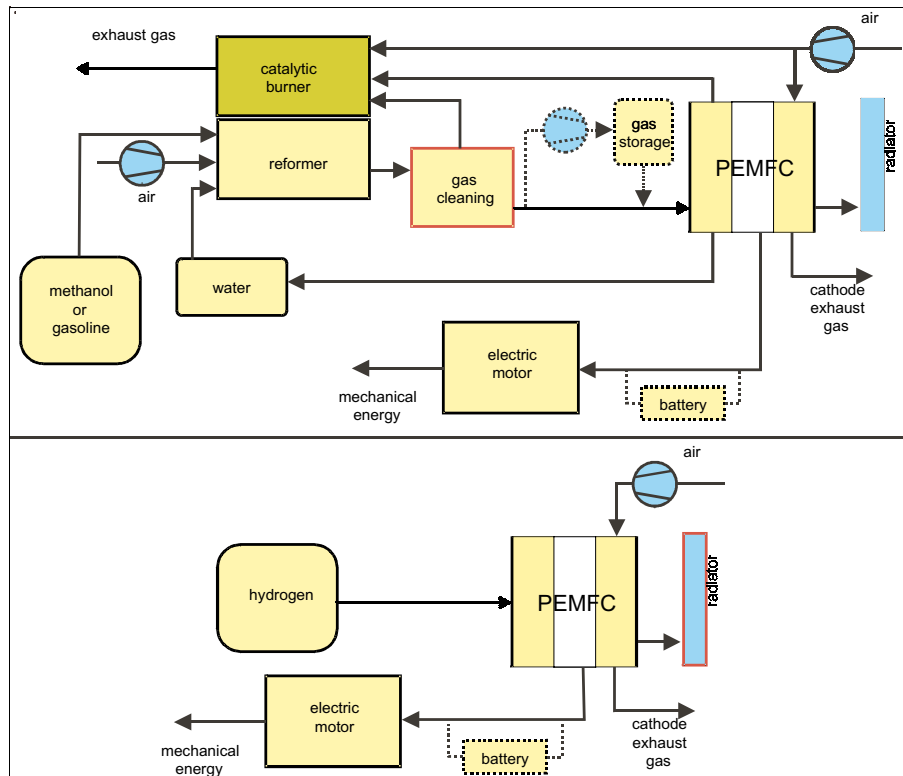 exhaust gas
catalytic
burner
air
reformer
air
gas
cleaning
gas
storage
PEMFC
radiator
methanol
or
gasoline
water
cathode
exhaust
gas
electric
motor
mechanical
energy
battery
air
hydrogen
PEMFC
radiator
electric
motor
mechanical
energy
battery
cathode
exhaust
gas